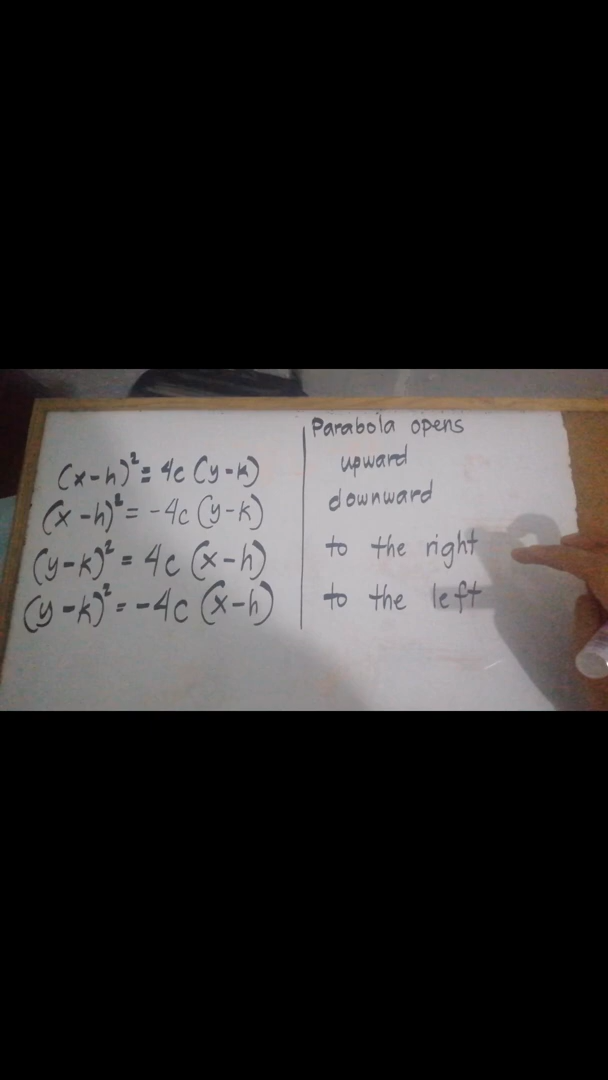 Parabola opens
(x-h)² = 4c (y-k) upward
(x-h)² = -4c (y-k) downward
(y-k)² = 4c (x-h) to the right
(y-k)² = -4c (x-h) to the left